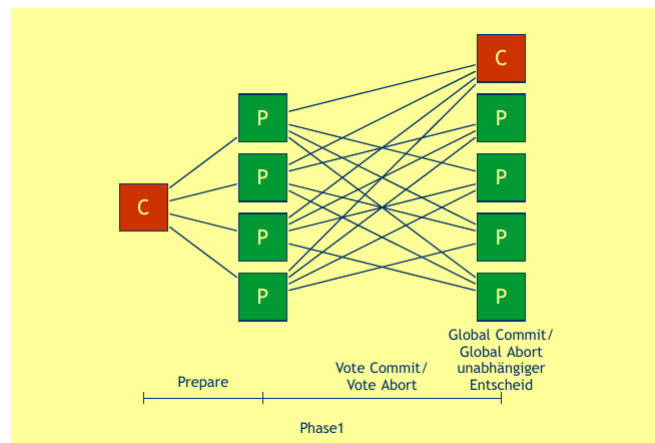 C
P
P
P
P
C
P
P
P
P
C
Prepare
Vote Commit/
Vote Abort
Global Commit/
Global Abort
unabhängiger
Entscheid
Phase1